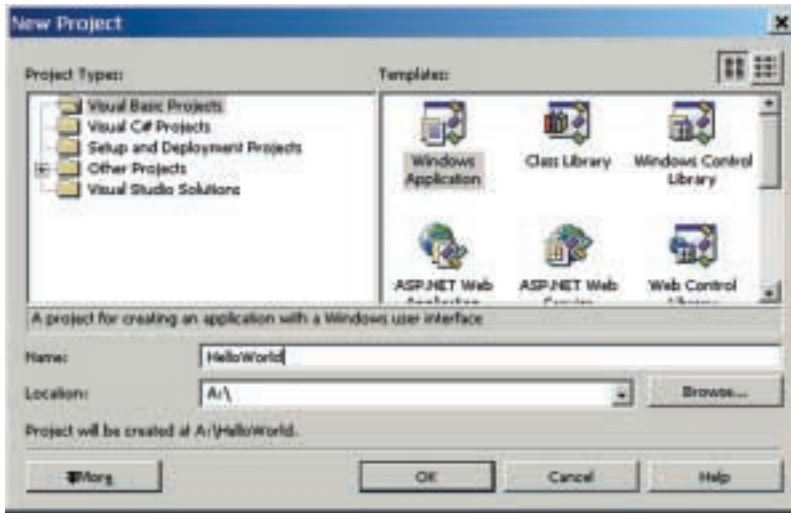 New Project
Project Types:
Templates:
Visual Basic Projects
Visual C# Projects
Setup and Deployment Projects
Other Projects
Visual Studio Solutions
Windows Application
Class Library
Windows Control Library
ASP.NET Web
ASP.NET Web
Web Control
A project for creating an application with a Windows user interface
Name:
HelloWorld
Location:
A:\
Browse...
Project will be created at A:\HelloWorld.
More
OK
Cancel
Help